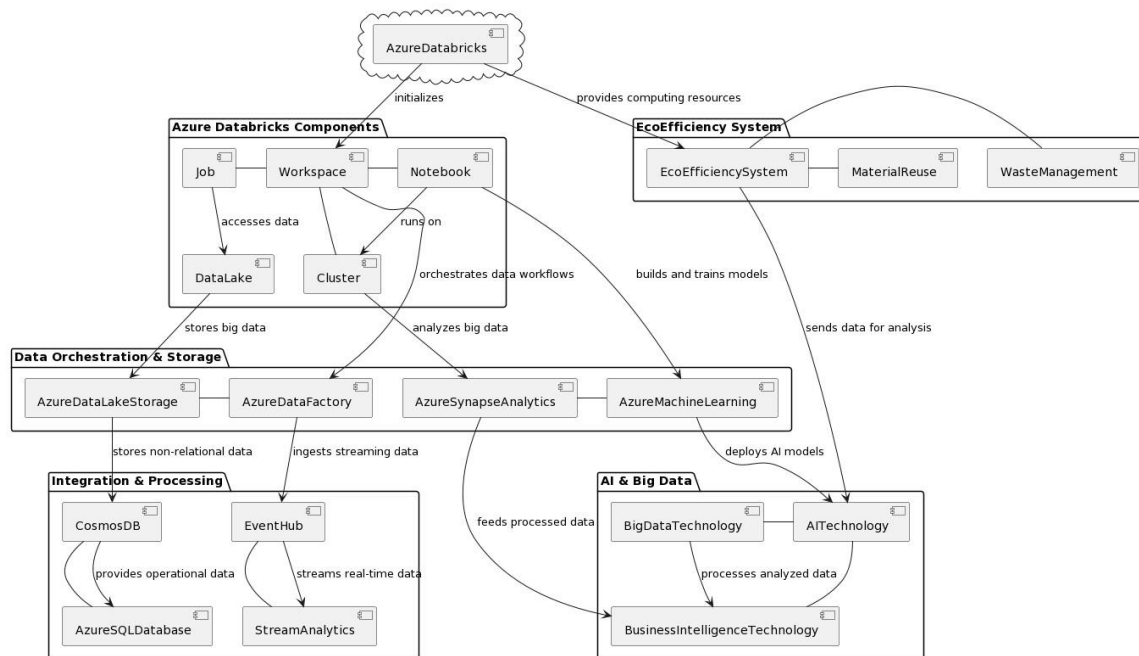 AzureDatabricks
initializes
provides computing resources
Azure Databricks Components
EcoEfficiency System
Job
Workspace
Notebook
EcoEfficiencySystem
MaterialReuse
WasteManagement
accesses data
runs on
DataLake
Cluster
orchestrates data workflows
builds and trains models
stores big data
analyzes big data
sends data for analysis
Data Orchestration & Storage
AzureDataLakeStorage
AzureDataFactory
AzureSynapseAnalytics
AzureMachineLearning
stores non-relational data
ingests streaming data
deploys AI models
Integration & Processing
AI & Big Data
CosmosDB
EventHub
feeds processed data
BigDataTechnology
AITechnology
provides operational data
streams real-time data
processes analyzed data
AzureSQLDatabase
StreamAnalytics
BusinessIntelligenceTechnology